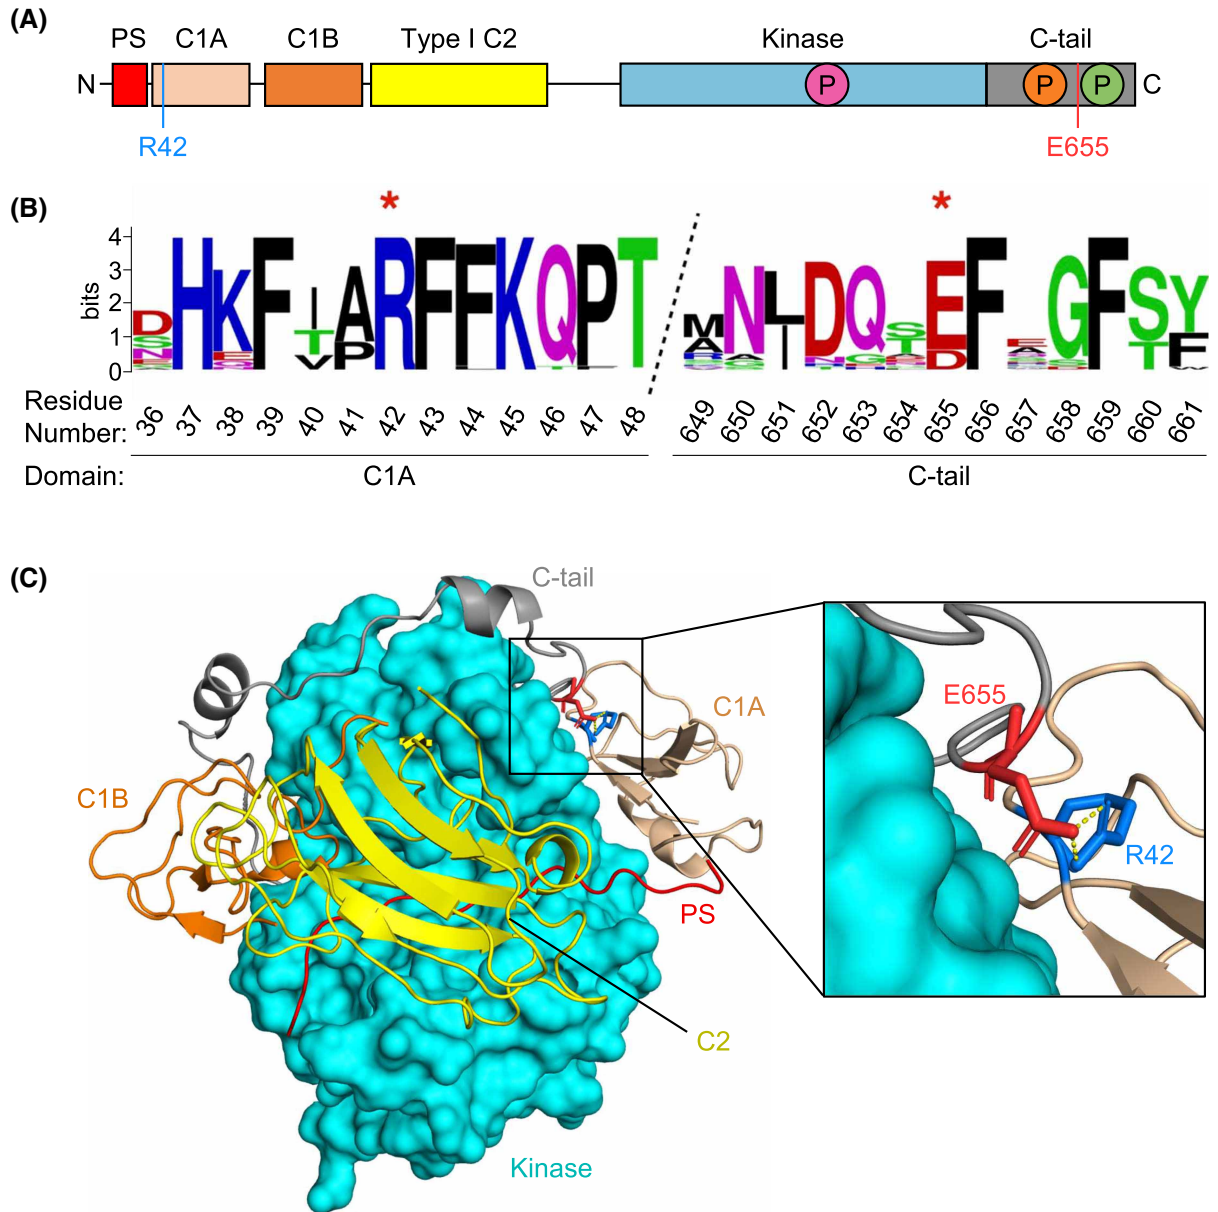 (A)
PS C1A C1B Type I C2 Kinase C-tail
N P P P C
R42 E655
(B)
* *
4
3
2
1
0
bits
D H K F I A R F F K Q P T M N L D Q S E F E G F S Y
S E T P A A I N G T D A T F
N V
Residue
Number:
36 37 38 39 40 41 42 43 44 45 46 47 48 649 650 651 652 653 654 655 656 657 658 659 660 661
Domain: C1A C-tail
(C)
C-tail
C1A
C1B
PS
C2
Kinase
E655
R42